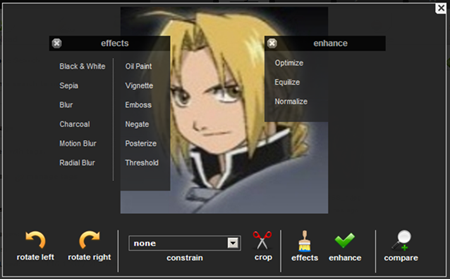 effects
enhance
Black & White
Oil Paint
Optimize
Sepia
Vignette
Equilize
Blur
Emboss
Normalize
Charcoal
Negate
Motion Blur
Posterize
Radial Blur
Threshold
rotate left
rotate right
none
constrain
crop
effects
enhance
compare